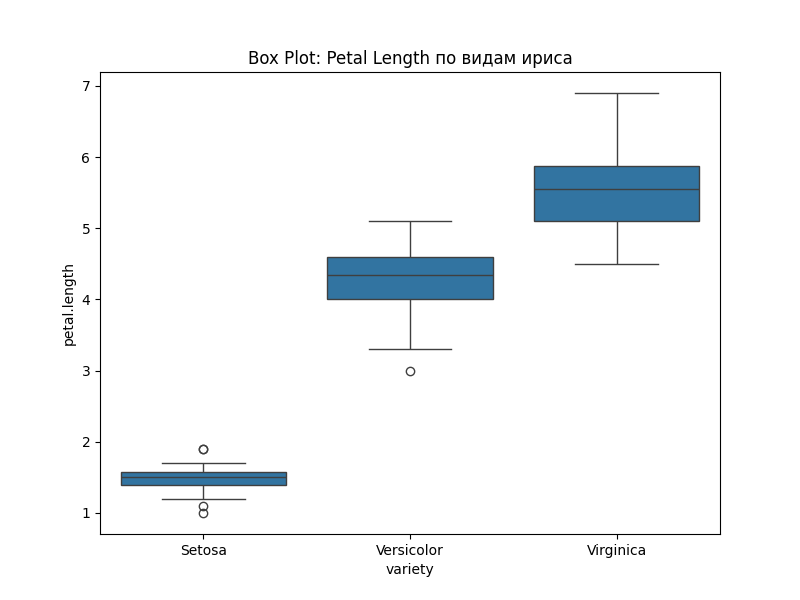 Box Plot: Petal Length по видам ириса
petal.length
7
6
5
4
3
2
1
Setosa Versicolor Virginica
variety